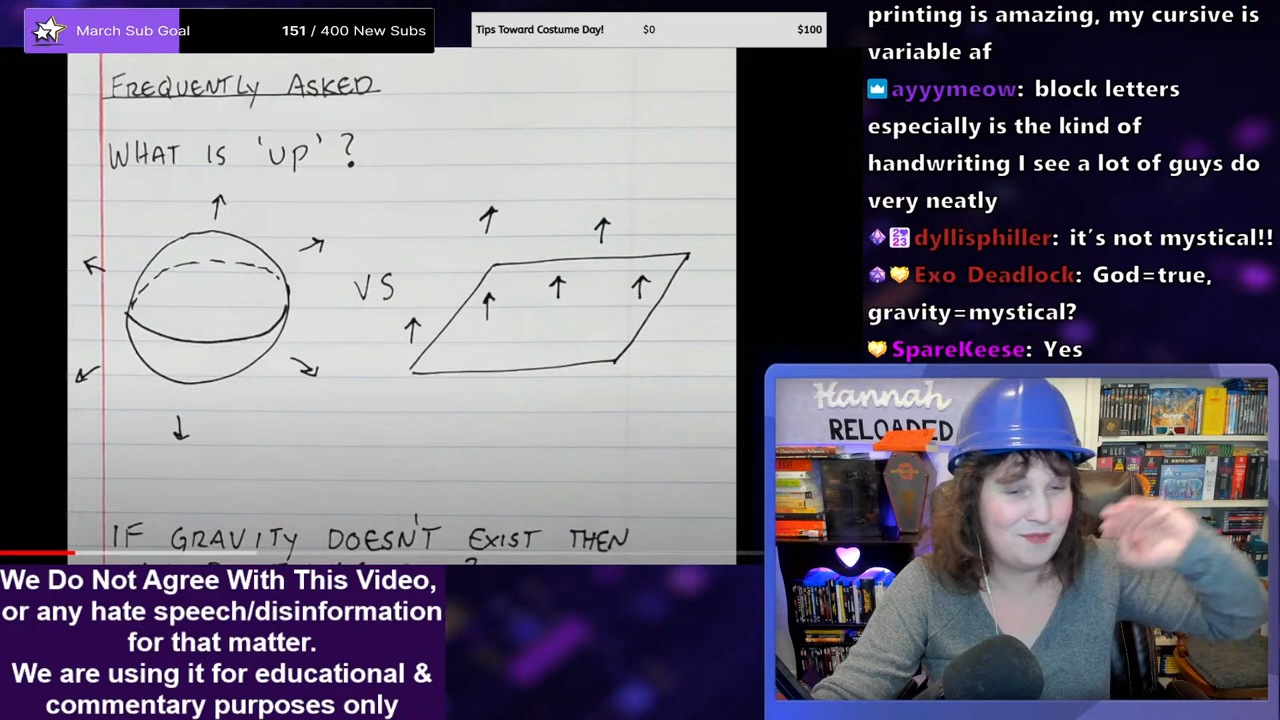 March Sub Goal 151 / 400 New Subs
Tips Toward Costume Day! $0 $100
FREQUENTLY ASKED
WHAT IS 'UP'?
VS
IF GRAVITY DOESN'T EXIST THEN
We Do Not Agree With This Video,
or any hate speech/disinformation
for that matter.
We are using it for educational &
commentary purposes only
printing is amazing, my cursive is
variable af
ayyymeow: block letters
especially is the kind of
handwriting I see a lot of guys do
very neatly
dyllisphiller: it's not mystical!!
Exo Deadlock: God=true,
gravity=mystical?
SpareKeese: Yes
Hannah
RELOADED